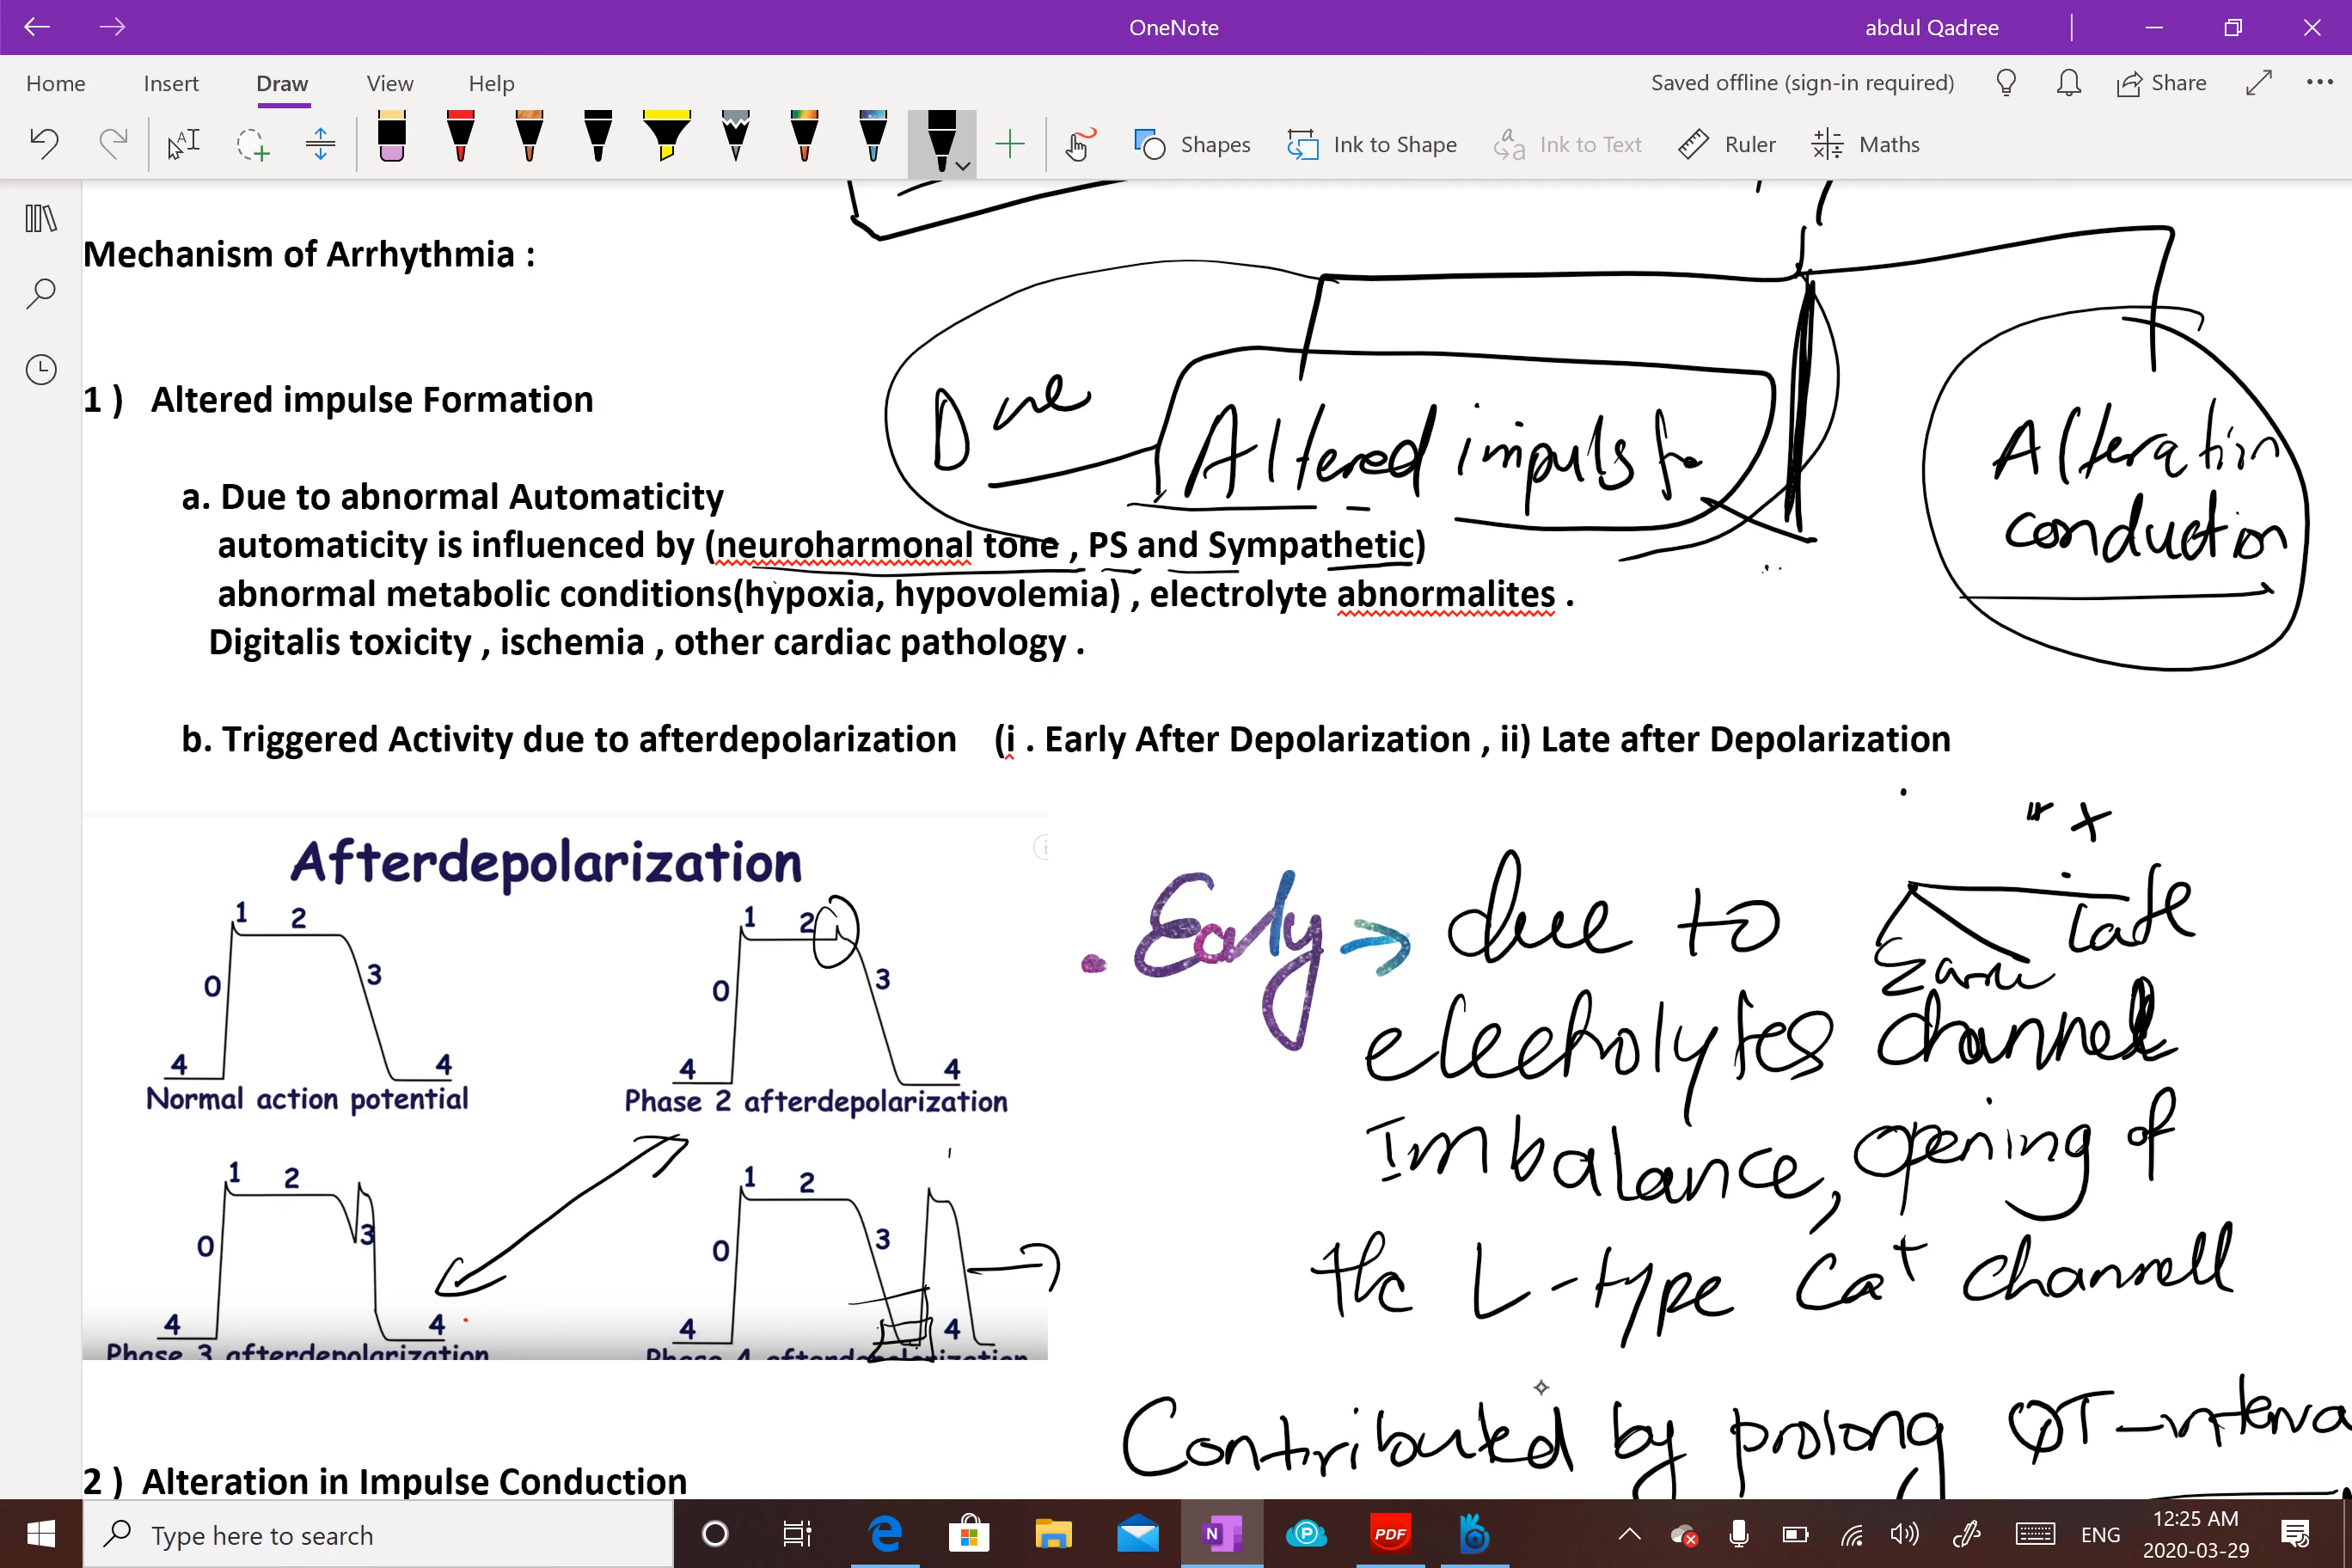 OneNote
abdul Qadree
Home Insert Draw View Help
Saved offline (sign-in required)
Share
Shapes
Ink to Shape
Ink to Text
Ruler
Maths
Mechanism of Arrhythmia :
1 ) Altered impulse Formation
Due
Altered impuls fo
Alteration
conduction
a. Due to abnormal Automaticity
automaticity is influenced by (neuroharmonal tone , PS and Sympathetic)
abnormal metabolic conditions(hypoxia, hypovolemia) , electrolyte abnormalites .
Digitalis toxicity , ischemia , other cardiac pathology .
b. Triggered Activity due to afterdepolarization (i . Early After Depolarization , ii) Late after Depolarization
Afterdepolarization
1 2
0 3
4 4
Normal action potential
1 2
0 3
4 4
Phase 2 afterdepolarization
1 2
0 3
4 4
Phase 3 afterdepolarization
1 2
0 3
4 4
Phase 4 afterdepolarization
Early → due to
late
electrolytes channel
Imbalance, opening of
the L-type Ca+ channell
Contributed by prolong QT-interva
2 ) Alteration in Impulse Conduction
Type here to search
PDF
ENG
12:25 AM
2020-03-29